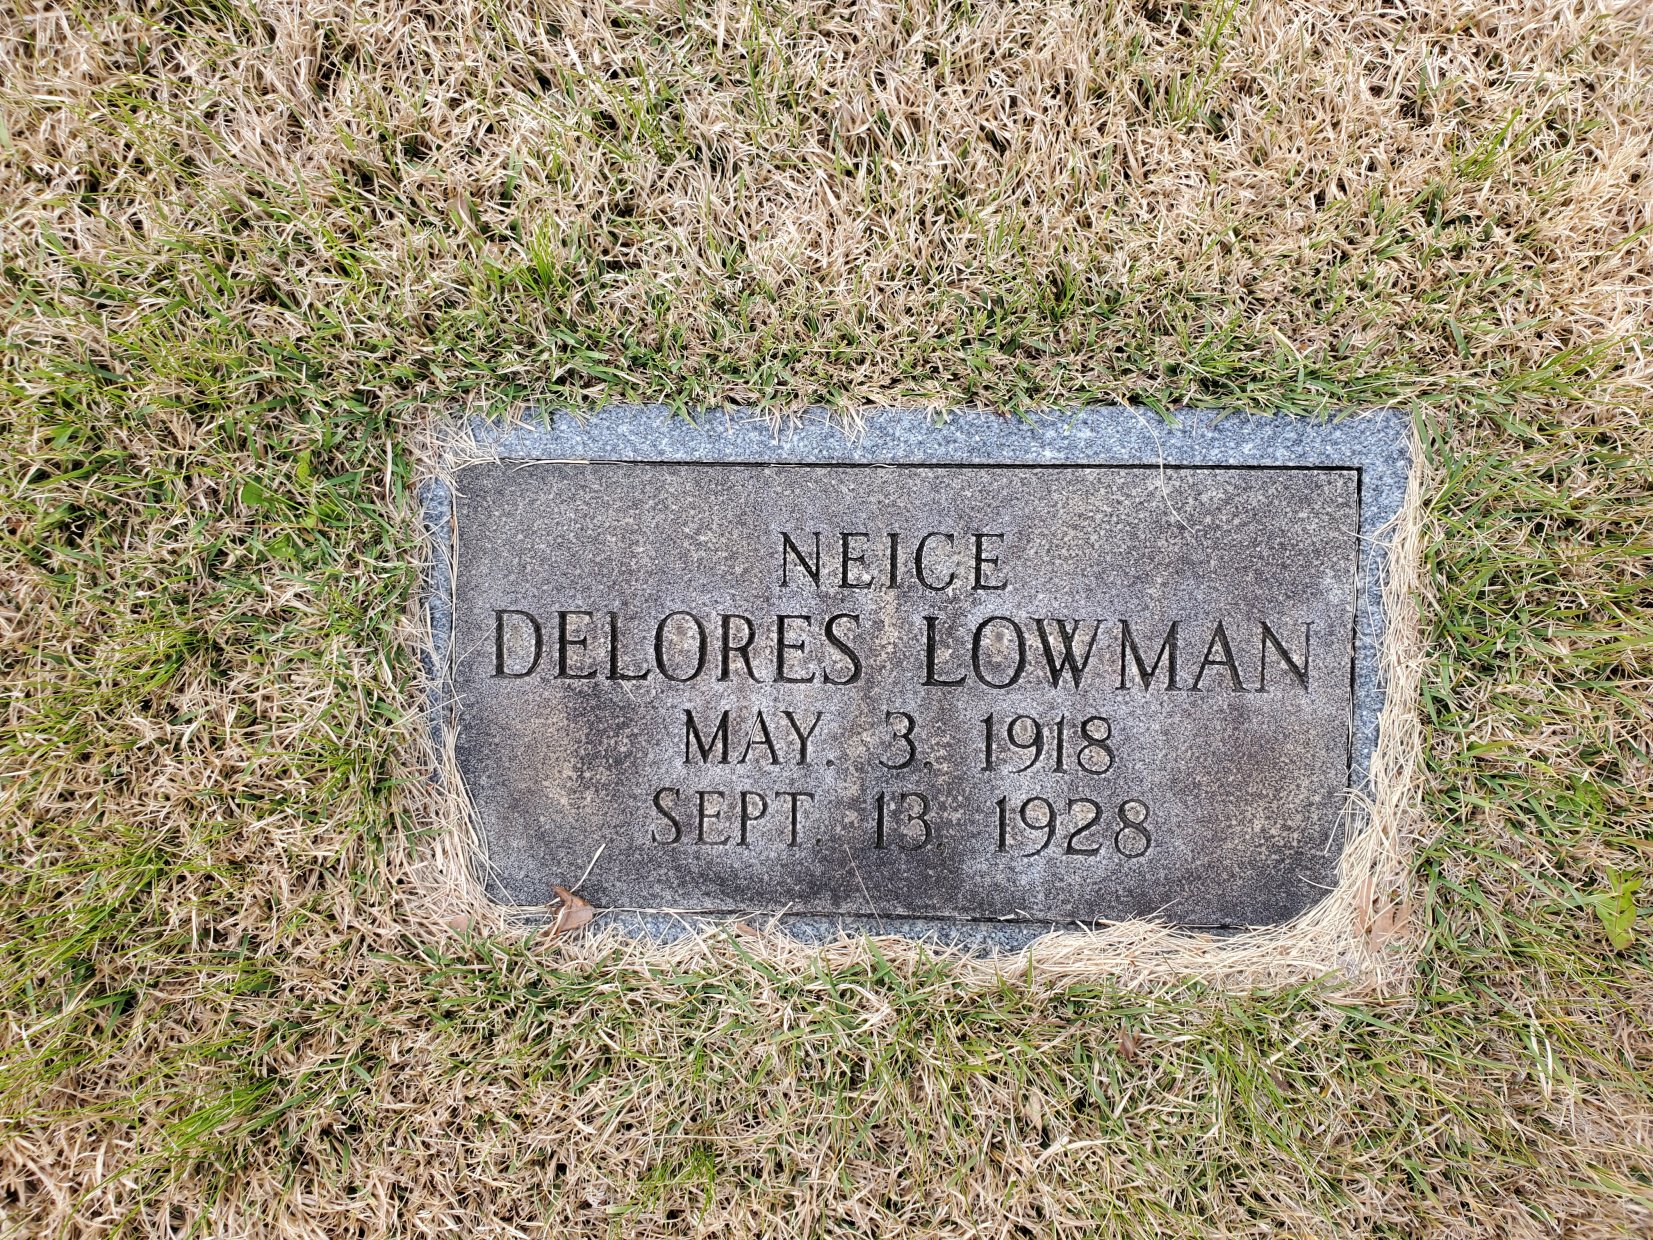 NEICE
DELORES LOWMAN
MAY. 3, 1918
SEPT. 13, 1928